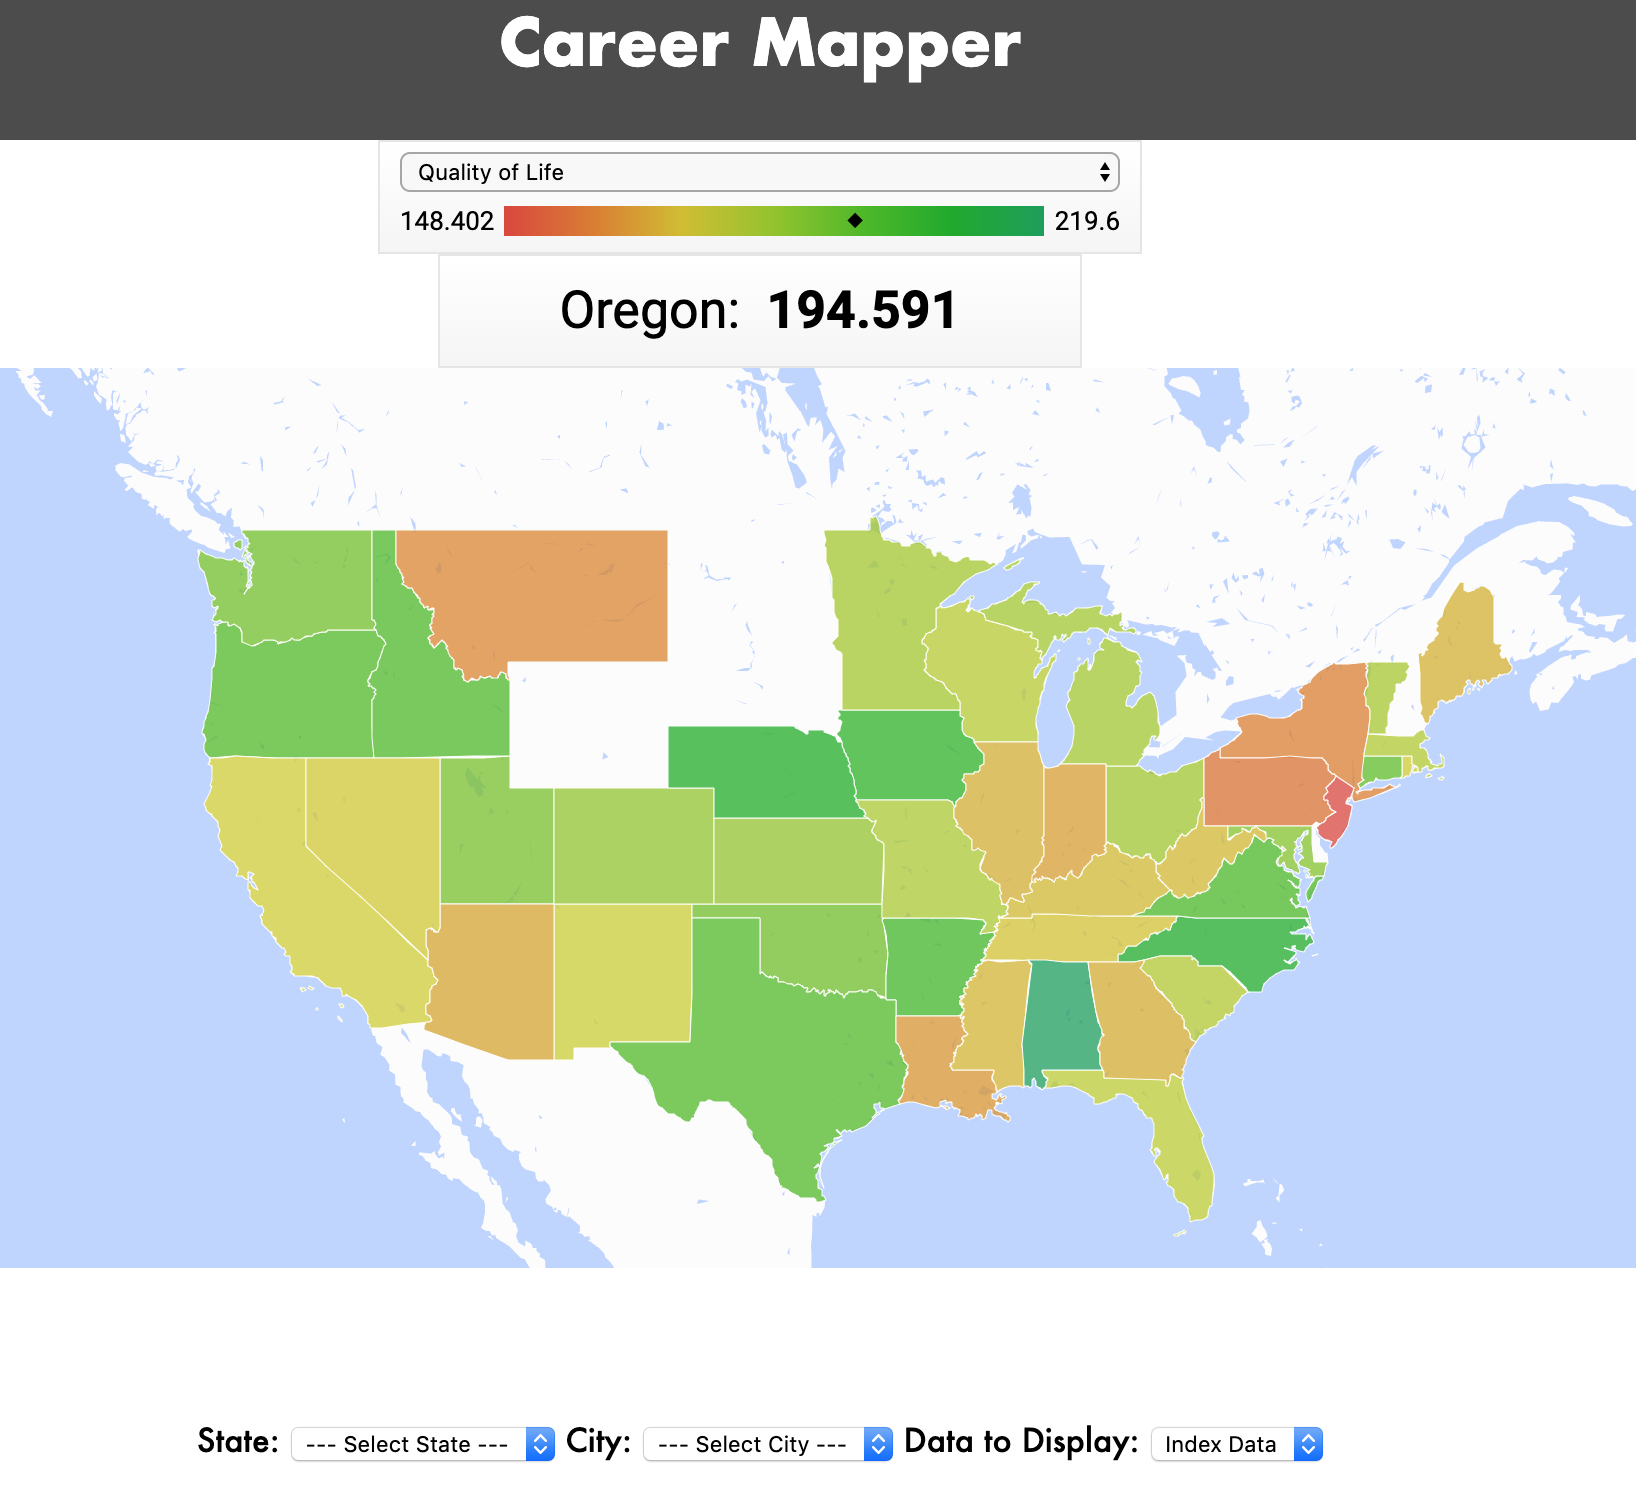 Career Mapper
Quality of Life
148.402 219.6
Oregon: 194.591
State: --- Select State --- City: --- Select City --- Data to Display: Index Data